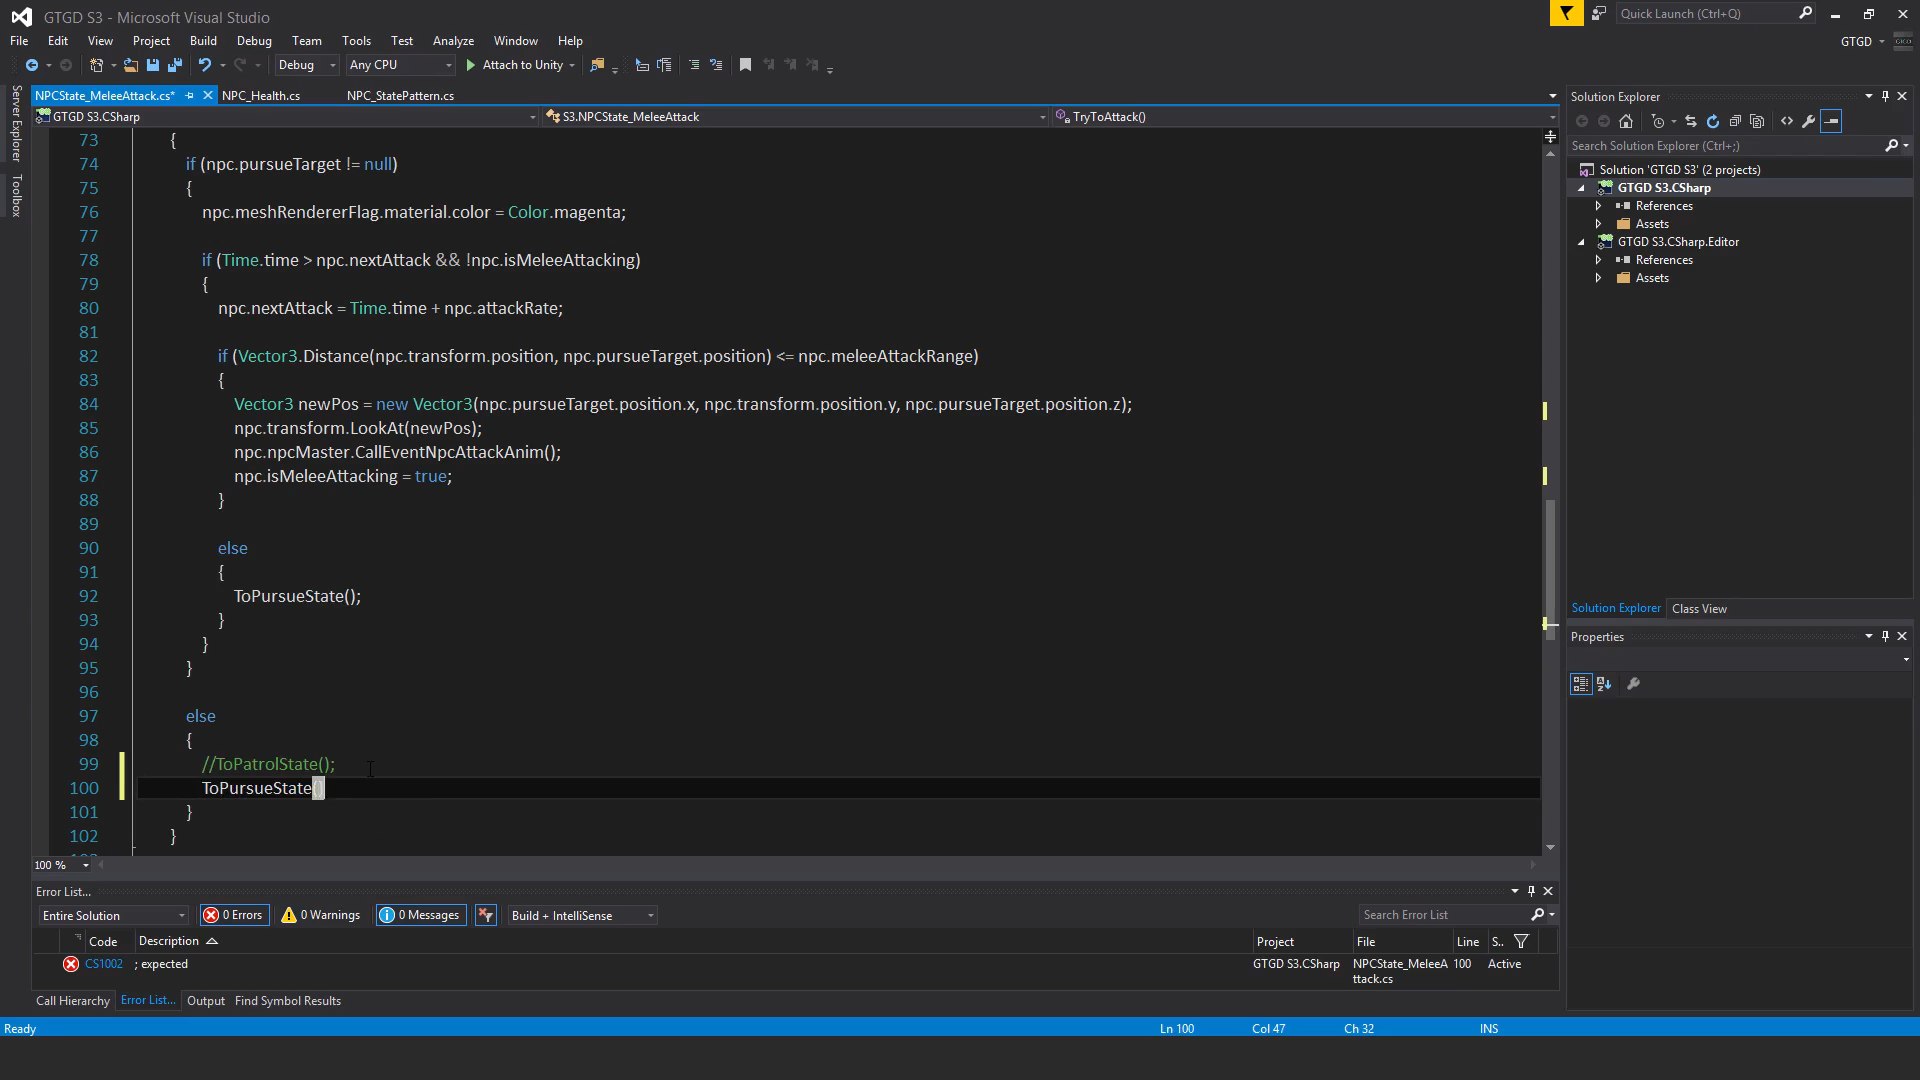 GTGD S3 - Microsoft Visual Studio
Quick Launch (Ctrl+Q)
File Edit View Project Build Debug Team Tools Test Analyze Window Help
GTGD
Debug Any CPU Attach to Unity
Server Explorer
Toolbox
NPCState_MeleeAttack.cs* NPC_Health.cs NPC_StatePattern.cs
GTGD S3.CSharp S3.NPCState_MeleeAttack TryToAttack()
73 {
74 if (npc.pursueTarget != null)
75 {
76 npc.meshRendererFlag.material.color = Color.magenta;
77
78 if (Time.time > npc.nextAttack && !npc.isMeleeAttacking)
79 {
80 npc.nextAttack = Time.time + npc.attackRate;
81
82 if (Vector3.Distance(npc.transform.position, npc.pursueTarget.position) <= npc.meleeAttackRange)
83 {
84 Vector3 newPos = new Vector3(npc.pursueTarget.position.x, npc.transform.position.y, npc.pursueTarget.position.z);
85 npc.transform.LookAt(newPos);
86 npc.npcMaster.CallEventNpcAttackAnim();
87 npc.isMeleeAttacking = true;
88 }
89
90 else
91 {
92 ToPursueState();
93 }
94 }
95 }
96
97 else
98 {
99 //ToPatrolState();
100 ToPursueState()
101 }
102 }
100 %
Solution Explorer
Search Solution Explorer (Ctrl+;)
Solution 'GTGD S3' (2 projects)
GTGD S3.CSharp
References
Assets
GTGD S3.CSharp.Editor
References
Assets
Solution Explorer Class View
Properties
Error List...
Entire Solution 0 Errors 0 Warnings 0 Messages Build + IntelliSense Search Error List
Code Description Project File Line S..
CS1002 ; expected GTGD S3.CSharp NPCState_MeleeA 100 Active
ttack.cs
Call Hierarchy Error List... Output Find Symbol Results
Ready Ln 100 Col 47 Ch 32 INS